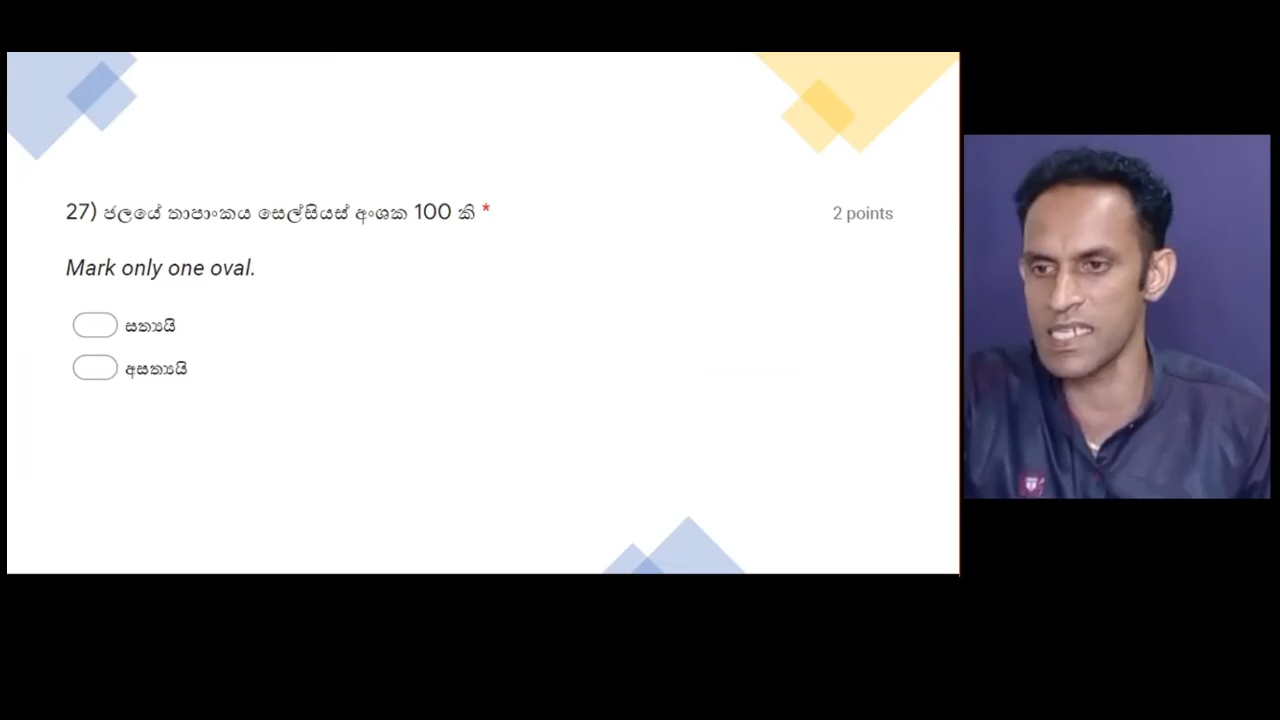 27) ජලයේ තාපාංකය සෙල්සියස් අංශක 100 කි * 2 points
Mark only one oval.
සත්‍යයි
අසත්‍යයි